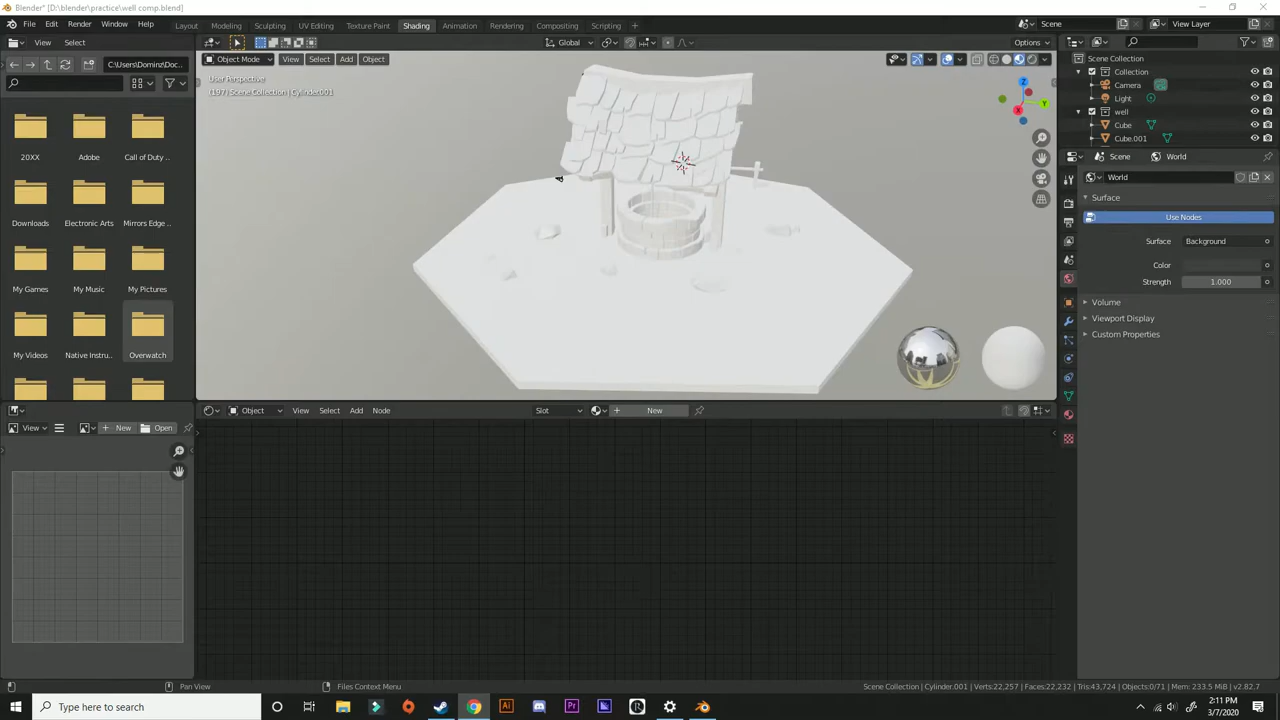 Blender* [D:\blender\practice\well comp.blend]
File Edit Render Window Help Layout Modeling Sculpting UV Editing Texture Paint Shading Animation Rendering Compositing Scripting + Scene View Layer
View Select Global Options
C:\Users\Dominz\Doc...
Object Mode View Select Add Object
User Perspective
(197) Scene Collection | Cylinder001
20XX Adobe Call of Duty ...
Downloads Electronic Arts Mirrors Edge ...
My Games My Music My Pictures
My Videos Native Instru... Overwatch
Z
Y
X
Scene Collection
Collection
Camera
Light
well
Cube
Cube.001
Scene World
World
Surface
Use Nodes
Surface Background
Color
Strength 1.000
Volume
Viewport Display
Custom Properties
Object View Select Add Node Slot + New
View + New Open
Pan View Files Context Menu Scene Collection | Cylinder.001 | Verts:22,257 | Faces:22,232 | Tris:43,724 | Objects:0/71 | Mem: 233.5 MiB | v2.82.7
Type here to search
Ai
Pr
R
2:11 PM
3/7/2020